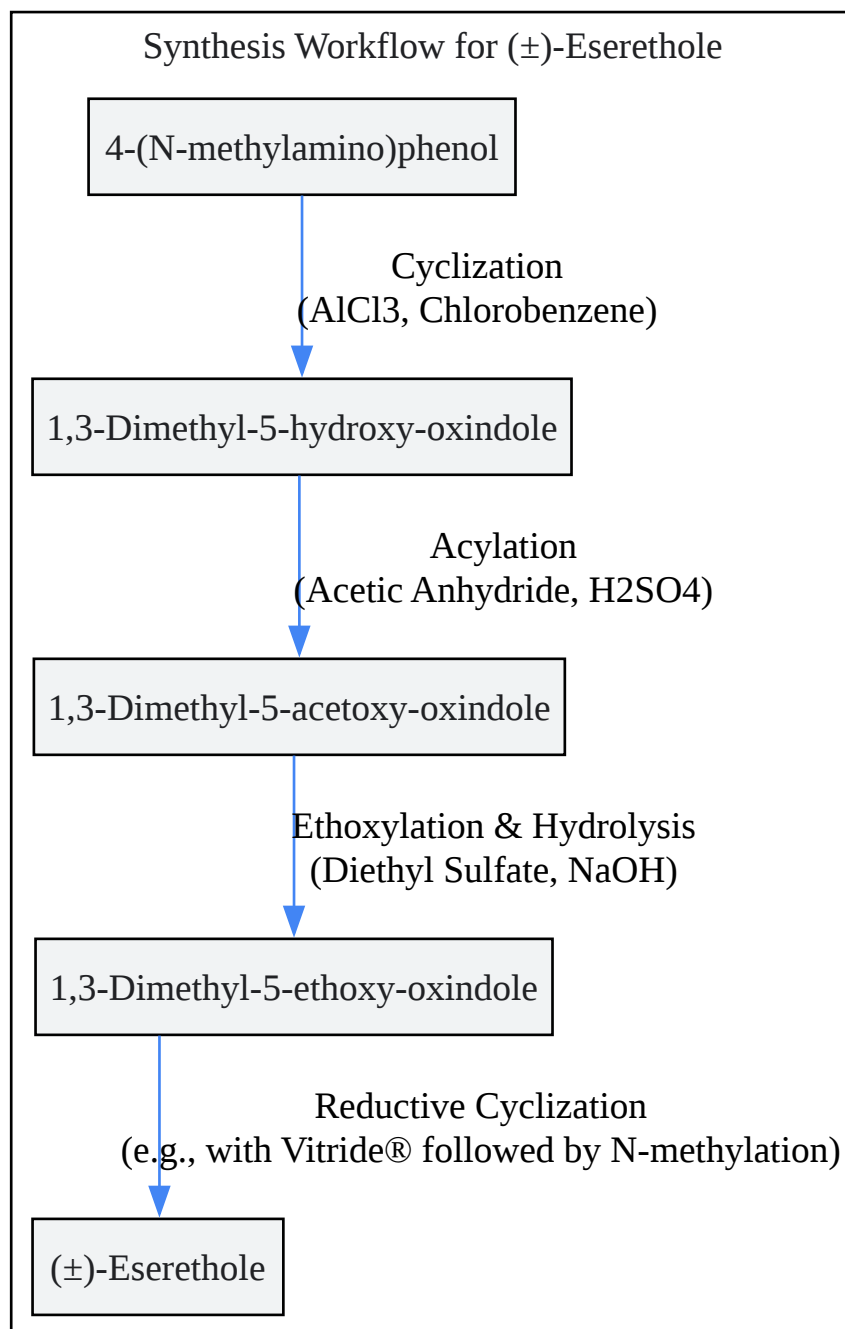 Synthesis Workflow for (±)-Eserethole
4-(N-methylamino)phenol
Cyclization
(AlCl3, Chlorobenzene)
1,3-Dimethyl-5-hydroxy-oxindole
Acylation
(Acetic Anhydride, H2SO4)
1,3-Dimethyl-5-acetoxy-oxindole
Ethoxylation & Hydrolysis
(Diethyl Sulfate, NaOH)
1,3-Dimethyl-5-ethoxy-oxindole
Reductive Cyclization
(e.g., with Vitride® followed by N-methylation)
(±)-Eserethole